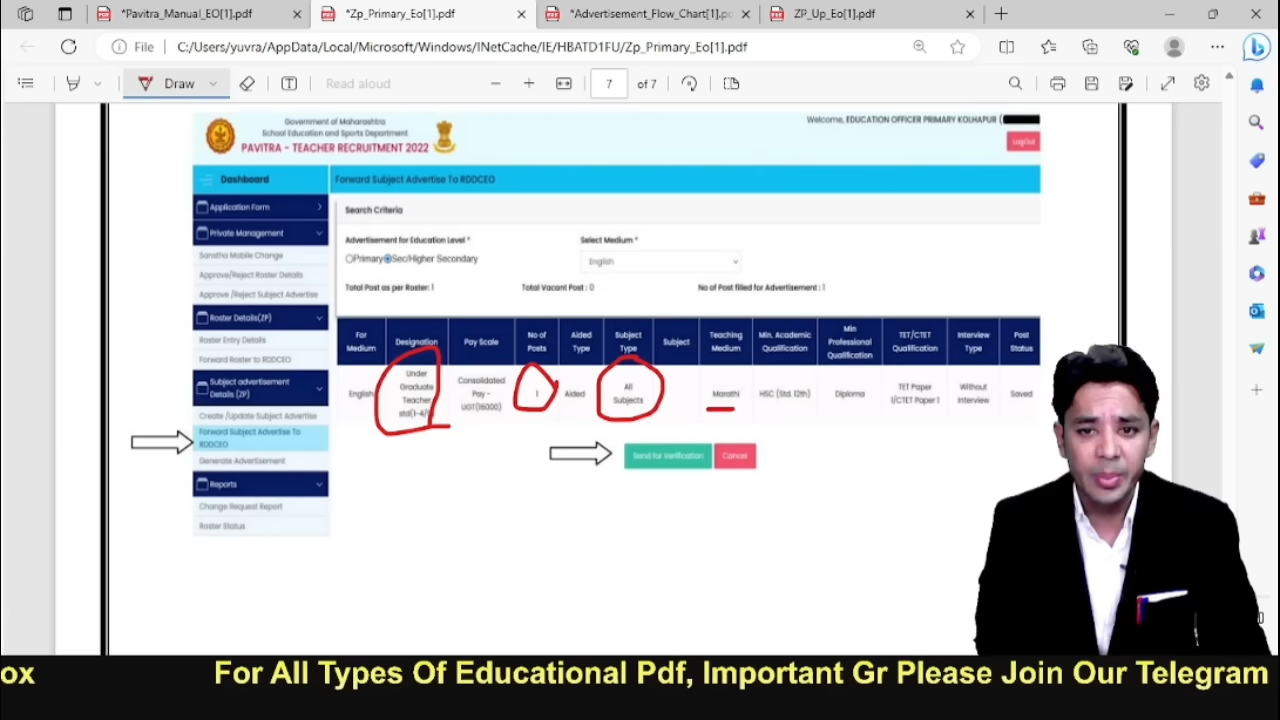 *Pavitra_Manual_EO[1].pdf
*Zp_Primary_Eo[1].pdf
*Advertisement_Flow_Chart[1].pdf
ZP_Up_Eo[1].pdf
File
C:/Users/yuvra/AppData/Local/Microsoft/Windows/INetCache/IE/HBATD1FU/Zp_Primary_Eo[1].pdf
Draw
Read aloud
7 of 7
Government of Maharashtra
School Education and Sports Department
PAVITRA - TEACHER RECRUITMENT 2022
Welcome, EDUCATION OFFICER PRIMARY KOLHAPUR (
LogOut
Dashboard
Forward Subject Advertise To RDDCEO
Application Form
Private Management
Sanstha Mobile Change
Approve/Reject Roster Details
Approve /Reject Subject Advertise
Roster Details(ZP)
Roster Entry Details
Forward Roster to RDDCEO
Subject advertisement
Details (ZP)
Create /Update Subject Advertise
Forward Subject Advertise To
RDDCEO
Generate Advertisement
Reports
Change Request Report
Roster Status
Search Criteria
Advertisement for Education Level *
Select Medium *
Primary Sec/Higher Secondary
English
Total Post as per Roster: 1
Total Vacant Post : 0
No of Post filled for Advertisement : 1
For Medium
Designation
Pay Scale
No of Posts
Aided Type
Subject Type
Subject
Teaching Medium
Min. Academic Qualification
Min Professional Qualification
TET/CTET Qualification
Interview Type
Post Status
English
Under
Graduate
Teacher
std(1-4/
Consolidated
Pay -
UGT(16000)
1
Aided
All
Subjects
Marathi
HSC (Std. 12th)
Diploma
TET Paper
1/CTET Paper 1
Without
Interview
Saved
Send for Verification
Cancel
ox For All Types Of Educational Pdf, Important Gr Please Join Our Telegram